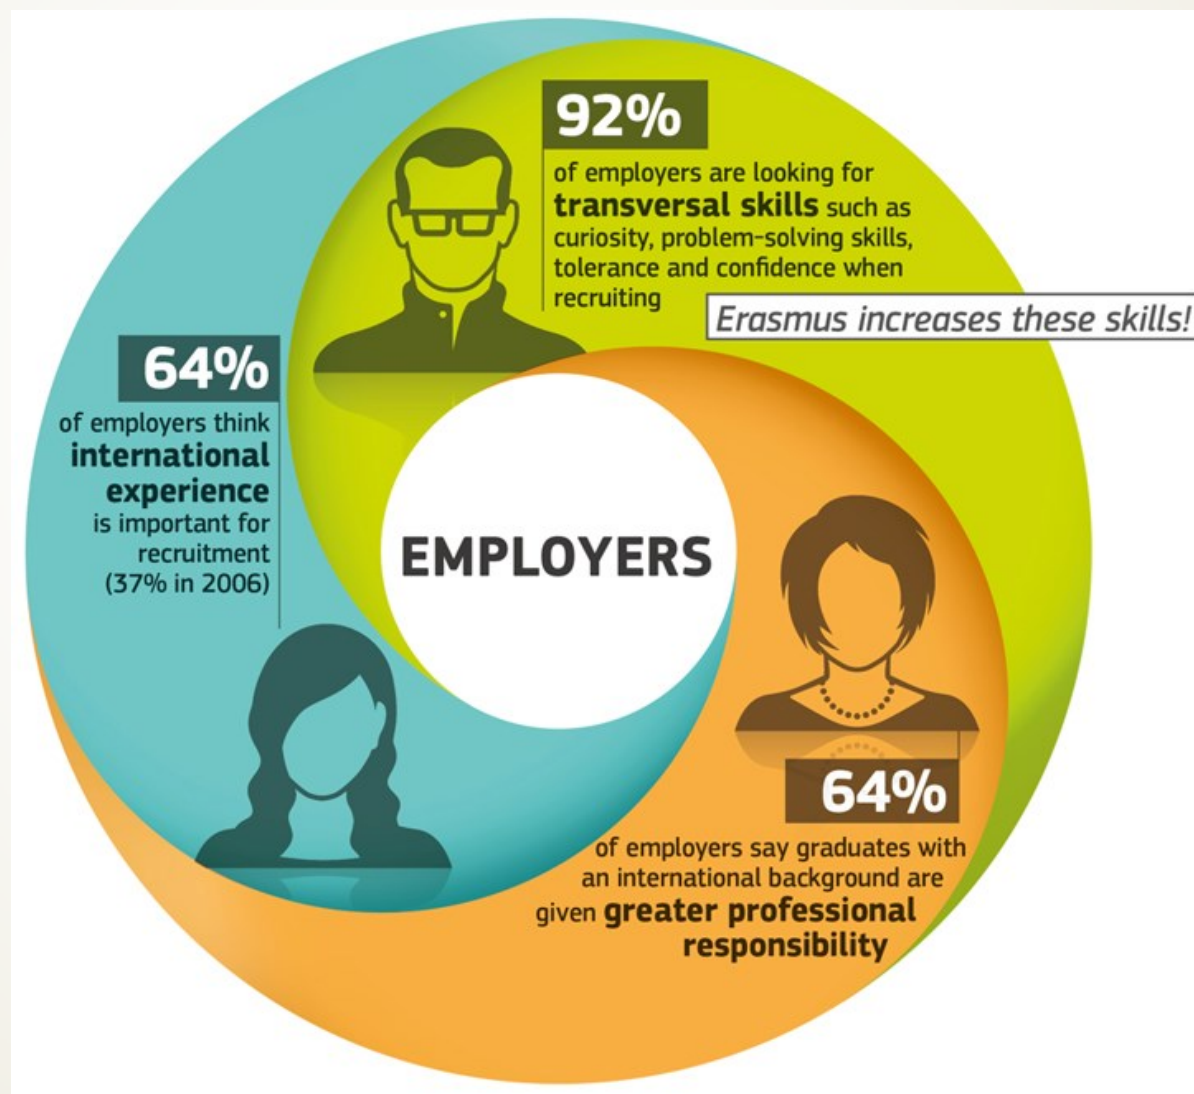 92%
of employers are looking for
transversal skills such as
curiosity, problem-solving skills,
tolerance and confidence when
recruiting
Erasmus increases these skills!
64%
of employers think
international
experience
is important for
recruitment
(37% in 2006)
EMPLOYERS
64%
of employers say graduates with
an international background are
given greater professional
responsibility